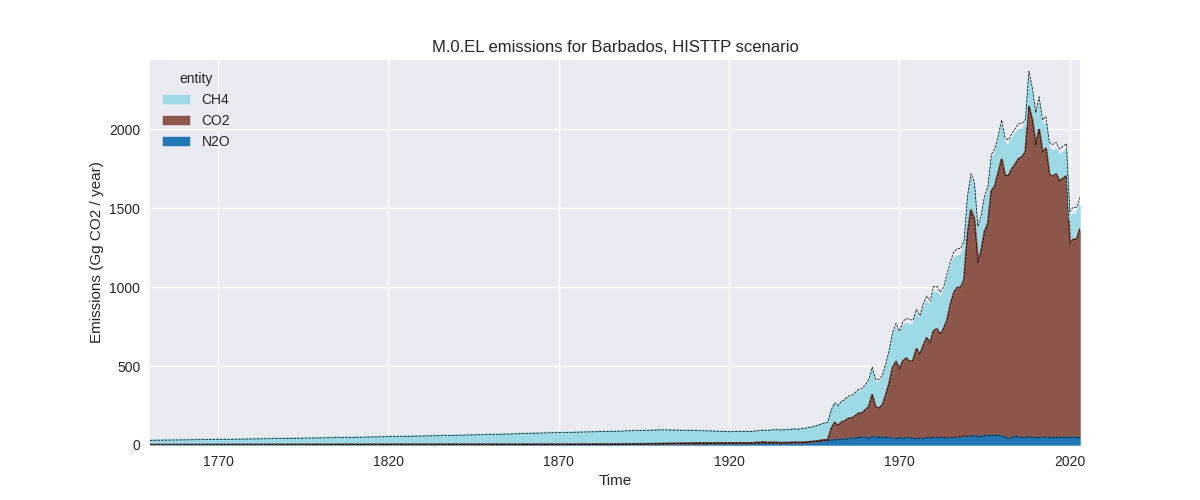 M.0.EL emissions for Barbados, HISTTP scenario
entity
CH4
CO2
N2O
Emissions (Gg CO2 / year)
2000
1500
1000
500
0
1770
1820
1870
1920
1970
2020
Time